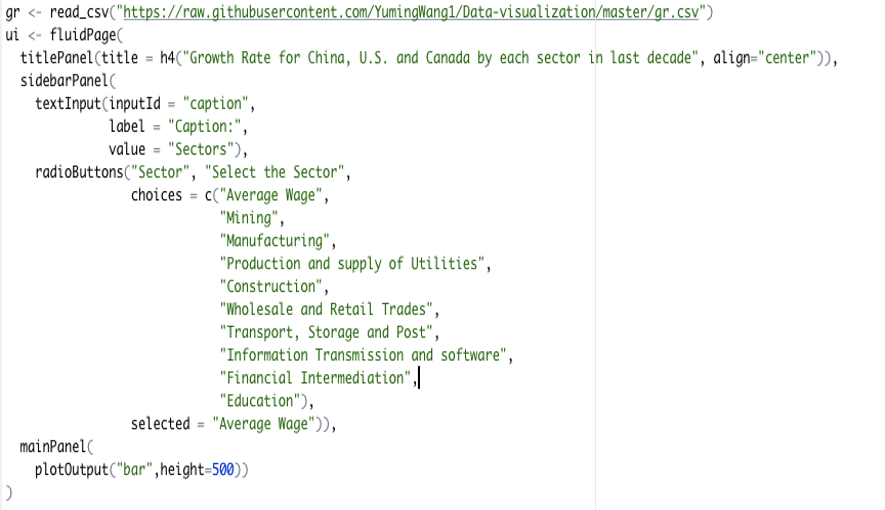 gr <- read_csv("https://raw.githubusercontent.com/YumingWang1/Data-visualization/master/gr.csv")
ui <- fluidPage(
  titlePanel(title = h4("Growth Rate for China, U.S. and Canada by each sector in last decade", align="center")),
  sidebarPanel(
    textInput(inputId = "caption",
              label = "Caption:",
              value = "Sectors"),
    radioButtons("Sector", "Select the Sector",
                 choices = c("Average Wage",
                             "Mining",
                             "Manufacturing",
                             "Production and supply of Utilities",
                             "Construction",
                             "Wholesale and Retail Trades",
                             "Transport, Storage and Post",
                             "Information Transmission and software",
                             "Financial Intermediation",
                             "Education"),
                 selected = "Average Wage")),
  mainPanel(
    plotOutput("bar",height=500))
)